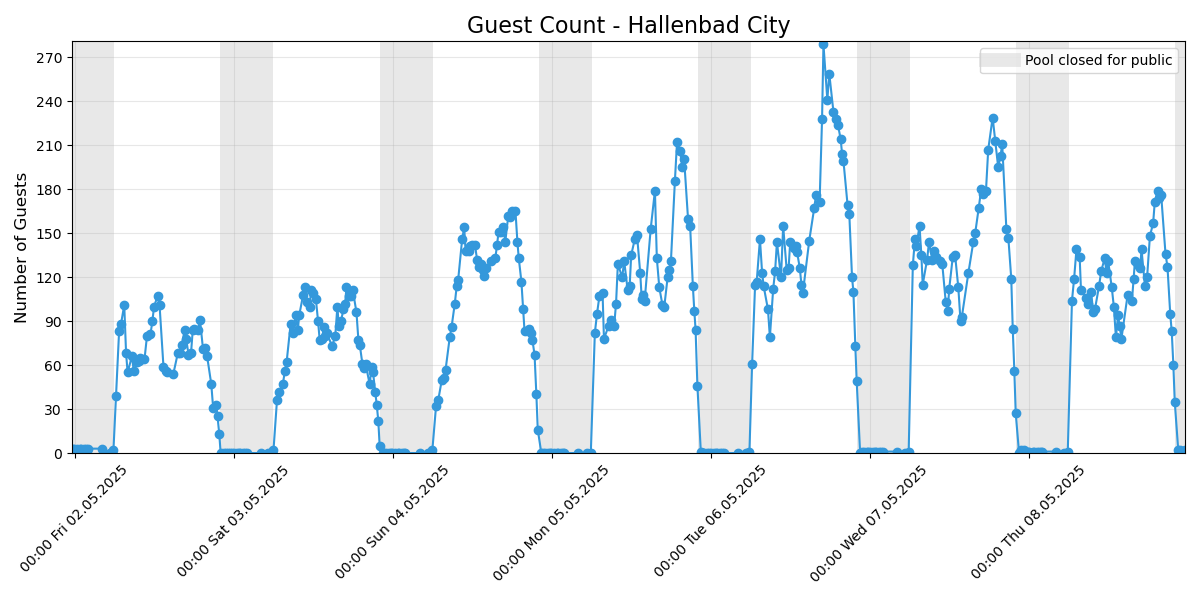 Guest Count - Hallenbad City
Pool closed for public
Number of Guests
270
240
210
180
150
120
90
60
30
0
00:00 Fri 02.05.2025
00:00 Sat 03.05.2025
00:00 Sun 04.05.2025
00:00 Mon 05.05.2025
00:00 Tue 06.05.2025
00:00 Wed 07.05.2025
00:00 Thu 08.05.2025